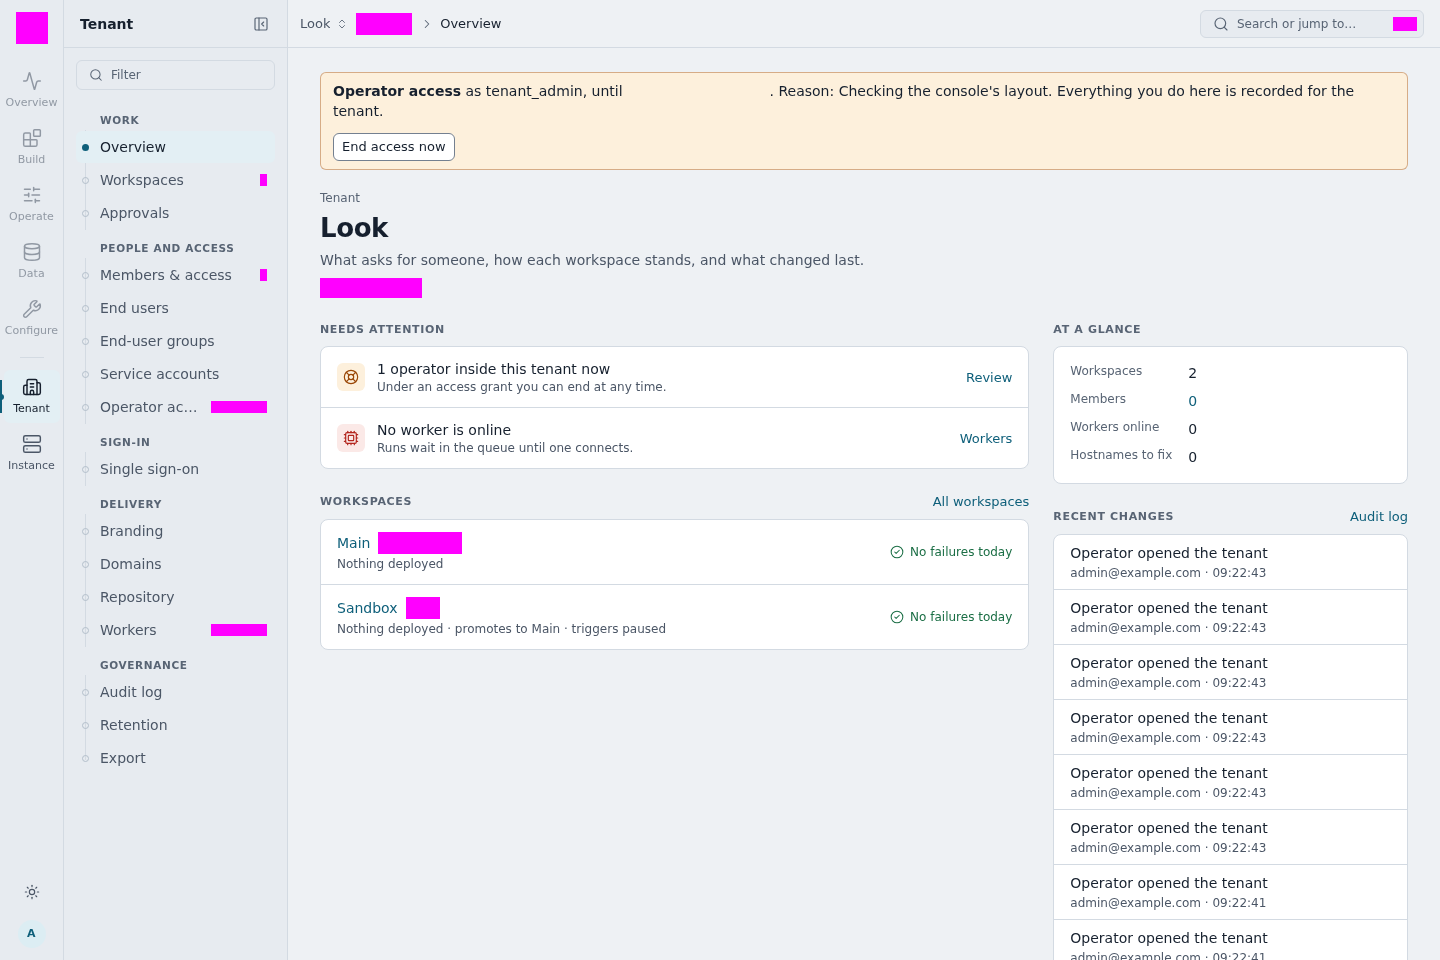 Tenant
Look
Overview
Search or jump to...
Overview
Build
Operate
Data
Configure
Tenant
Instance
A
Filter
WORK
Overview
Workspaces
Approvals
PEOPLE AND ACCESS
Members & access
End users
End-user groups
Service accounts
Operator ac...
SIGN-IN
Single sign-on
DELIVERY
Branding
Domains
Repository
Workers
GOVERNANCE
Audit log
Retention
Export
Operator access as tenant_admin, until . Reason: Checking the console's layout. Everything you do here is recorded for the
tenant.
End access now
Tenant
Look
What asks for someone, how each workspace stands, and what changed last.
NEEDS ATTENTION
1 operator inside this tenant now
Under an access grant you can end at any time.
Review
No worker is online
Runs wait in the queue until one connects.
Workers
WORKSPACES
All workspaces
Main
Nothing deployed
No failures today
Sandbox
Nothing deployed · promotes to Main · triggers paused
No failures today
AT A GLANCE
Workspaces 2
Members 0
Workers online 0
Hostnames to fix 0
RECENT CHANGES
Audit log
Operator opened the tenant
admin@example.com · 09:22:43
Operator opened the tenant
admin@example.com · 09:22:43
Operator opened the tenant
admin@example.com · 09:22:43
Operator opened the tenant
admin@example.com · 09:22:43
Operator opened the tenant
admin@example.com · 09:22:43
Operator opened the tenant
admin@example.com · 09:22:43
Operator opened the tenant
admin@example.com · 09:22:41
Operator opened the tenant
admin@example.com · 09:22:41